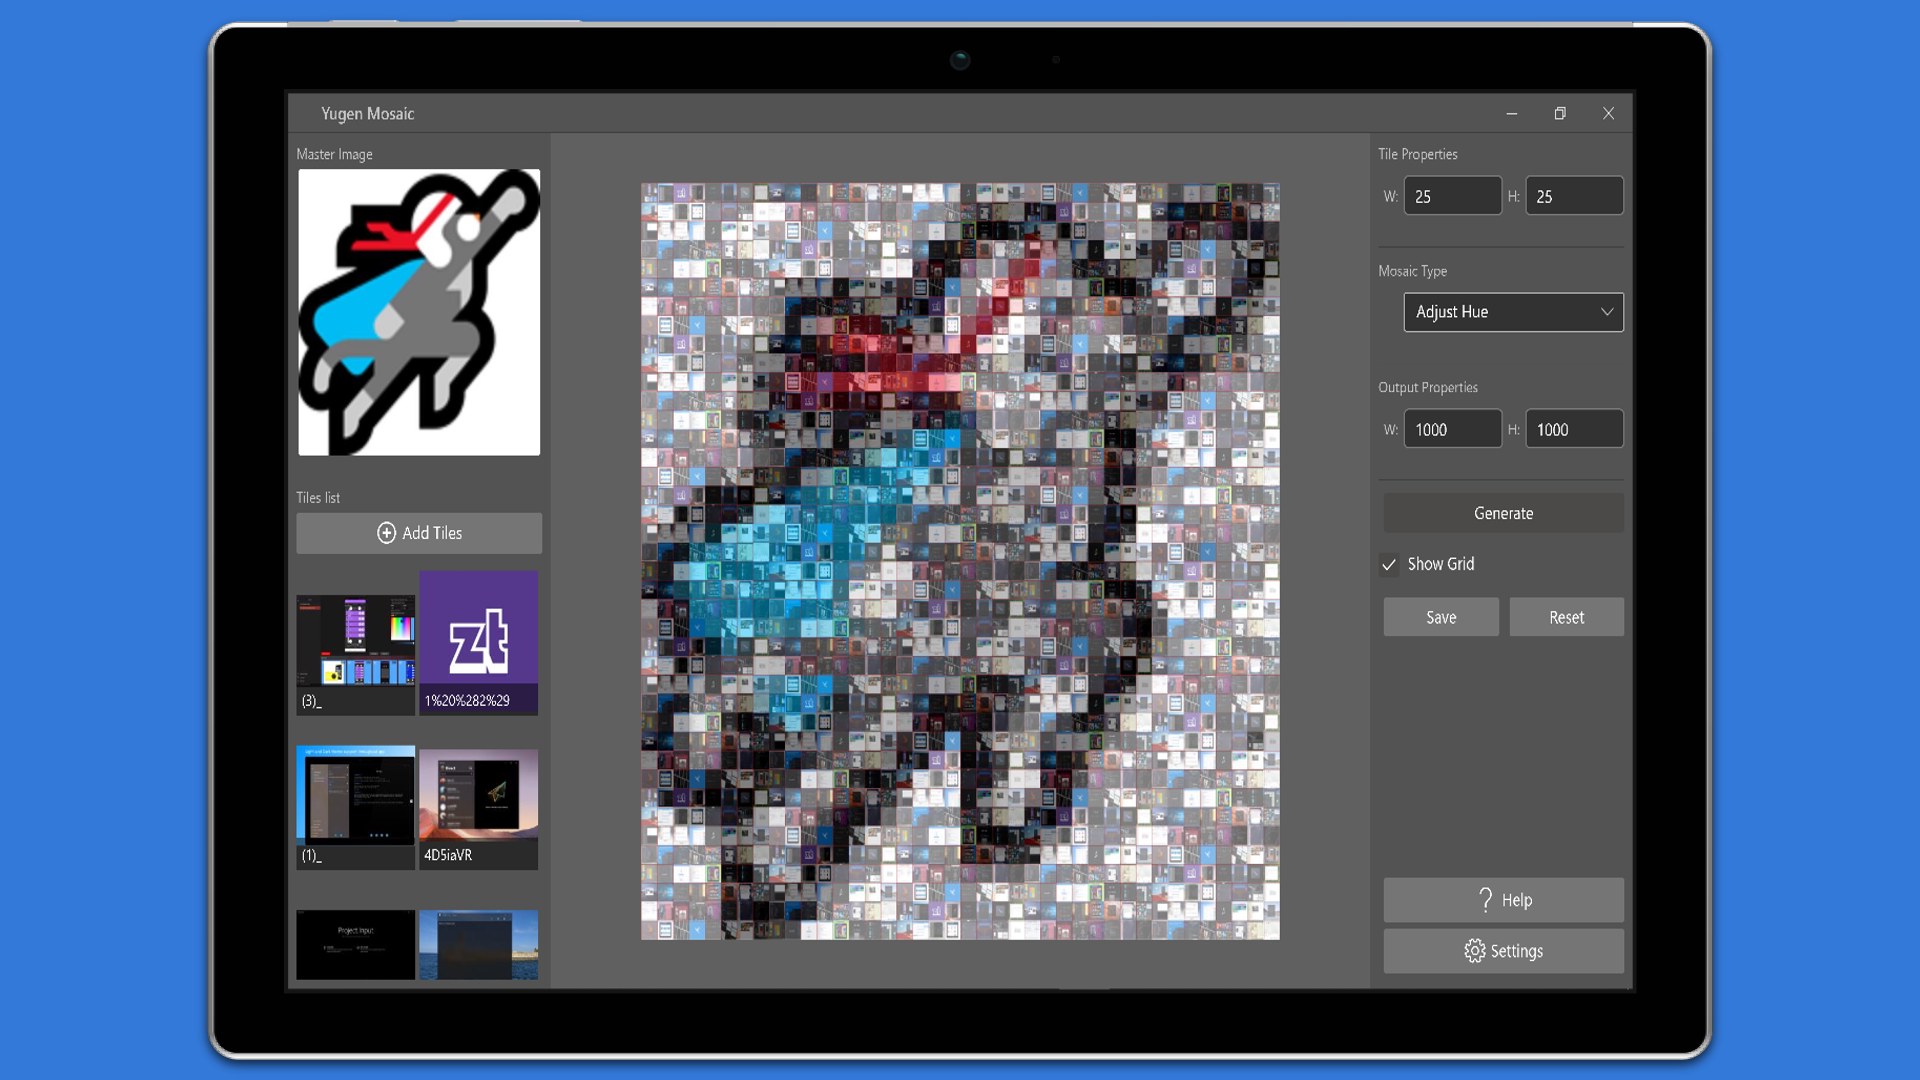 Yugen Mosaic
Master Image
Tiles list
Add Tiles
zt
(3)_
1%20%282%29
(1)_
4D5iaVR
Project Input
Tile Properties
W: 25 H: 25
Mosaic Type
Adjust Hue
Output Properties
W: 1000 H: 1000
Generate
Show Grid
Save
Reset
? Help
Settings